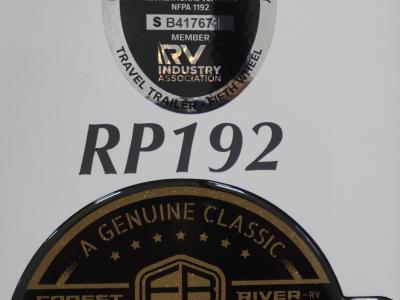 NFPA 1192
S B417671
MEMBER
RV
INDUSTRY
ASSOCIATION
TRAVEL TRAILER • FIFTH WHEEL
RP192
A GENUINE CLASSIC
FOREST RIVER RV